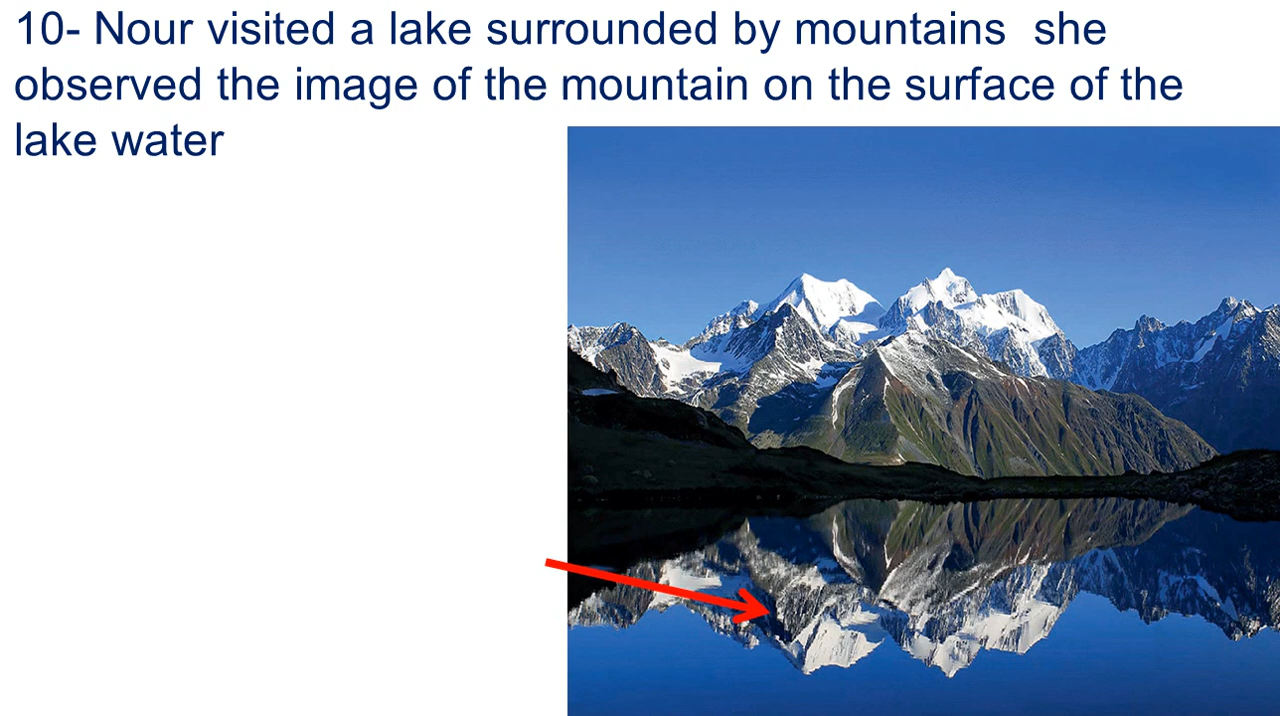 10- Nour visited a lake surrounded by mountains  she
observed the image of the mountain on the surface of the
lake water